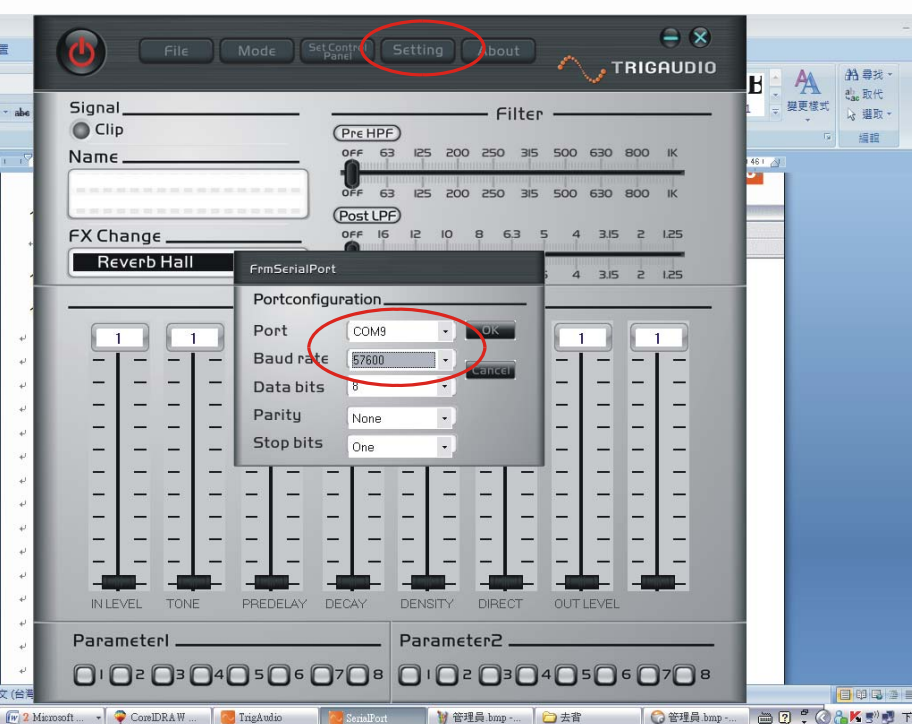 File Mode Set Control Panel Setting About
TRIGAUDIO
Signal
Clip
Name
Filter
Pre HPF
OFF 63 125 200 250 315 500 630 800 1K
OFF 63 125 200 250 315 500 630 800 1K
Post LPF
OFF 16 12 10 8 6.3 5 4 3.15 2 1.25
4 3.15 2 1.25
FX Change
Reverb Hall
FrmSerialPort
Portconfiguration
Port COM9 OK
Baud rate 57600
Cancel
Data bits 8
Parity None
Stop bits One
1 1 1 1
IN LEVEL TONE PREDELAY DECAY DENSITY DIRECT OUT LEVEL
Parameter1 Parameter2
1 2 3 4 5 6 7 8 1 2 3 4 5 6 7 8
abe
變更樣式
尋找
取代
選取
編輯
2 Microsoft ... CorelDRAW ... TrigAudio SerialPort 管理員.bmp -... 去背 管理員.bmp -...